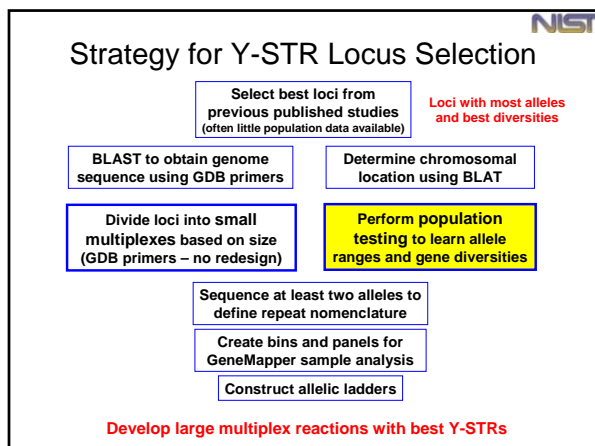 NIST
Strategy for Y-STR Locus Selection
Select best loci from
previous published studies
(often little population data available)
Loci with most alleles
and best diversities
BLAST to obtain genome
sequence using GDB primers
Determine chromosomal
location using BLAT
Divide loci into small
multiplexes based on size
(GDB primers – no redesign)
Perform population
testing to learn allele
ranges and gene diversities
Sequence at least two alleles to
define repeat nomenclature
Create bins and panels for
GeneMapper sample analysis
Construct allelic ladders
Develop large multiplex reactions with best Y-STRs